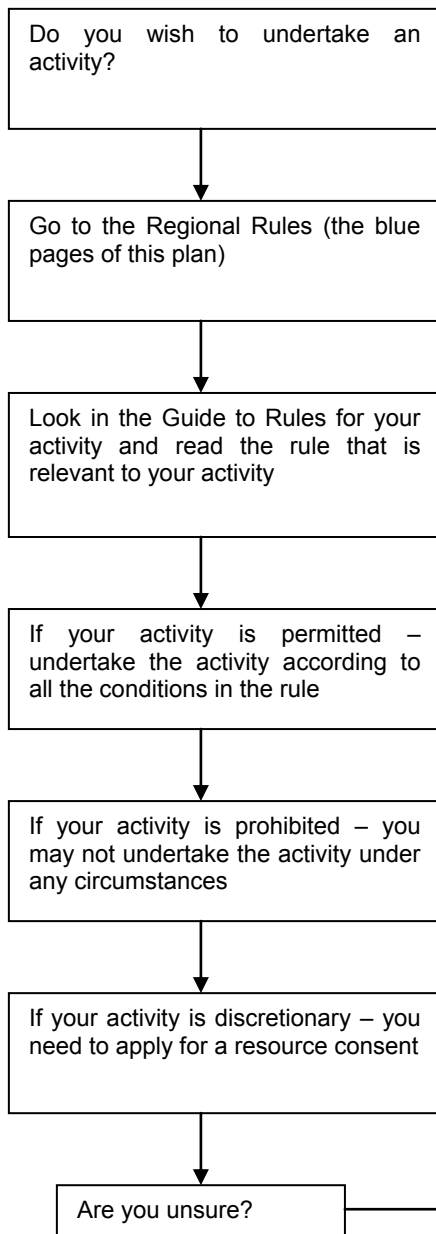 Do you wish to undertake an
activity?
Go to the Regional Rules (the blue
pages of this plan)
Look in the Guide to Rules for your
activity and read the rule that is
relevant to your activity
If your activity is permitted –
undertake the activity according to
all the conditions in the rule
If your activity is prohibited – you
may not undertake the activity under
any circumstances
If your activity is discretionary – you
need to apply for a resource consent
Are you unsure?